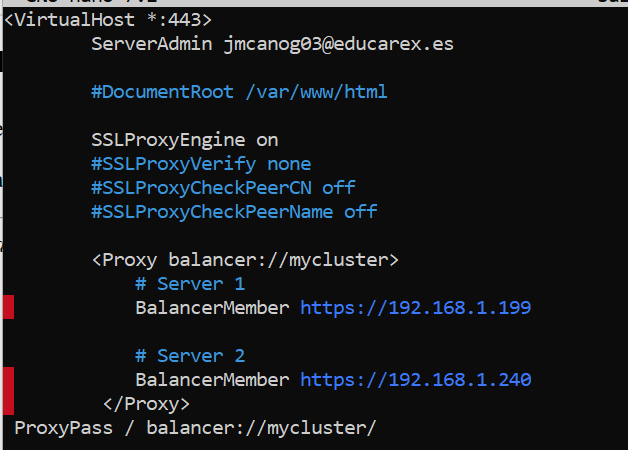 <VirtualHost *:443>
ServerAdmin jmcanog03@educarex.es
#DocumentRoot /var/www/html
SSLProxyEngine on
#SSLProxyVerify none
#SSLProxyCheckPeerCN off
#SSLProxyCheckPeerName off
<Proxy balancer://mycluster>
# Server 1
BalancerMember https://192.168.1.199
# Server 2
BalancerMember https://192.168.1.240
</Proxy>
ProxyPass / balancer://mycluster/